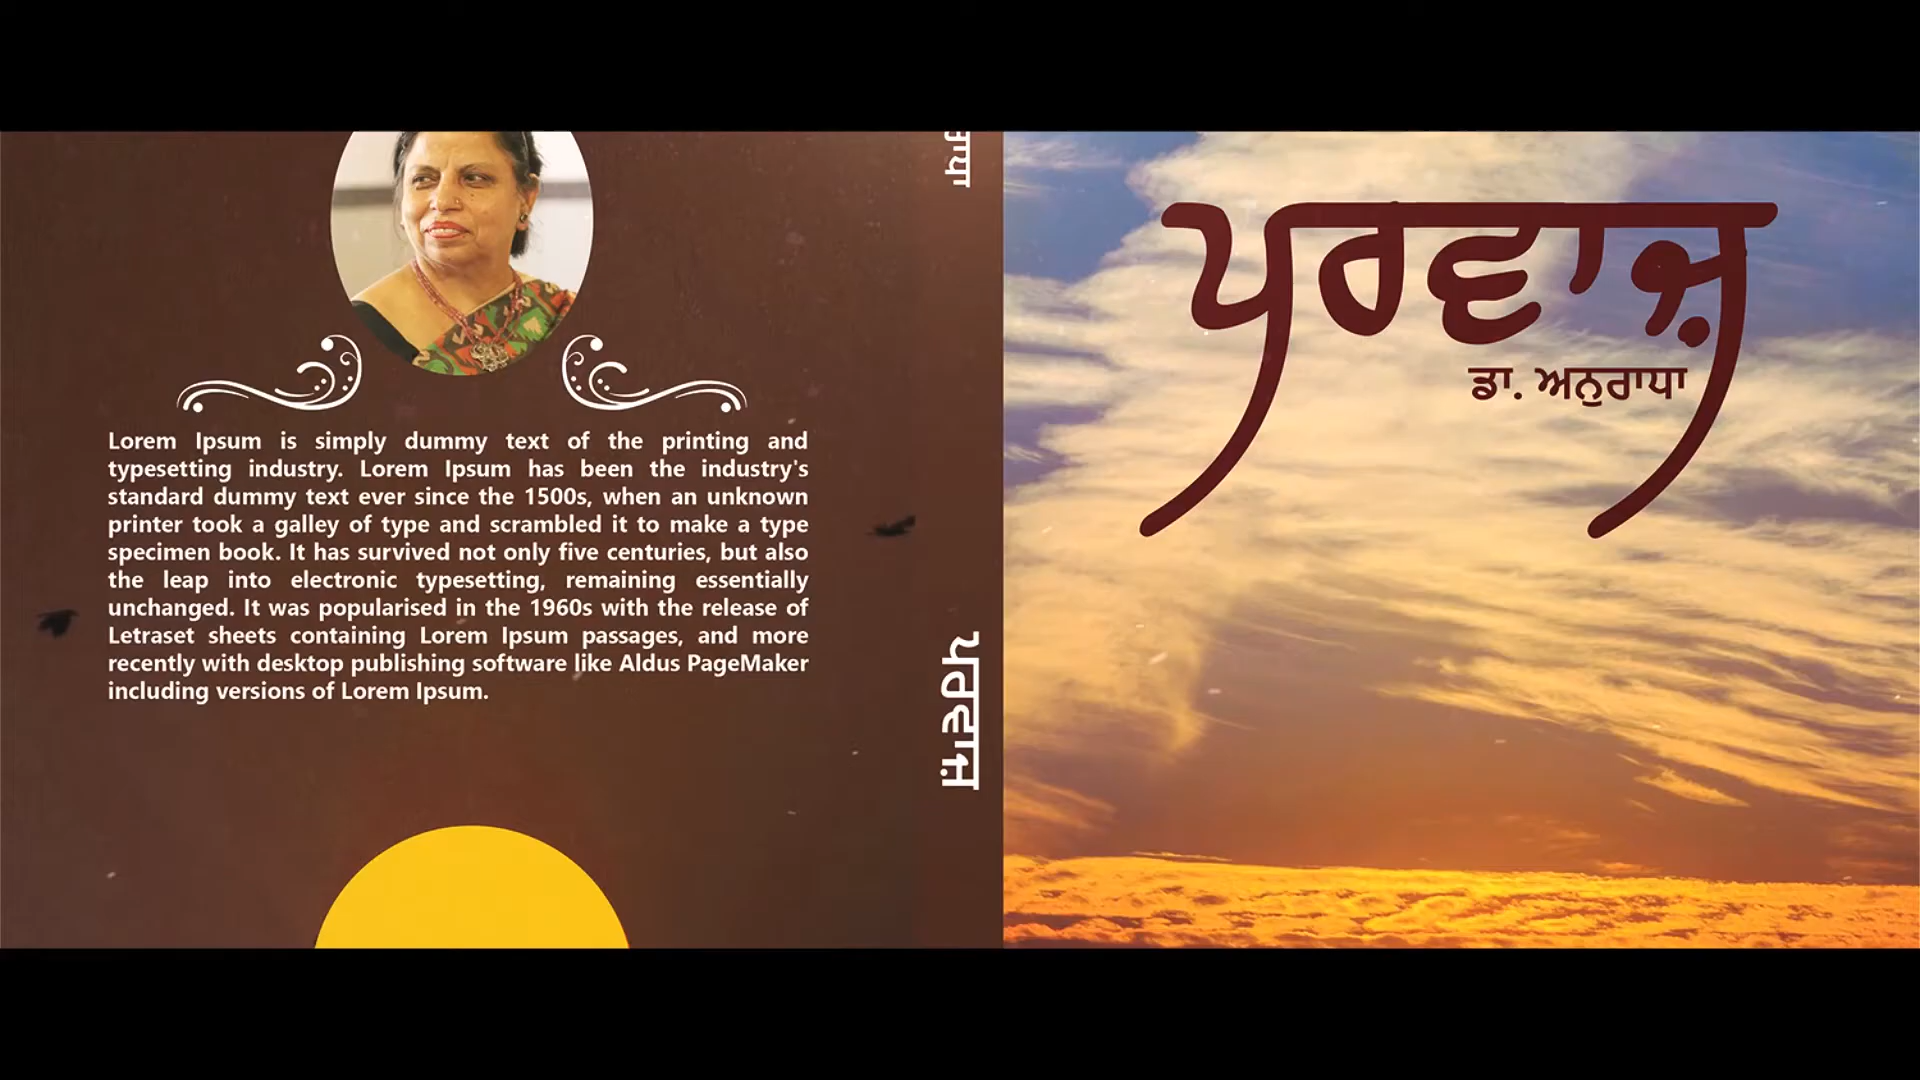 Lorem Ipsum is simply dummy text of the printing and
typesetting industry. Lorem Ipsum has been the industry's
standard dummy text ever since the 1500s, when an unknown
printer took a galley of type and scrambled it to make a type
specimen book. It has survived not only five centuries, but also
the leap into electronic typesetting, remaining essentially
unchanged. It was popularised in the 1960s with the release of
Letraset sheets containing Lorem Ipsum passages, and more
recently with desktop publishing software like Aldus PageMaker
including versions of Lorem Ipsum.
ਪਰਵਾਜ਼
ਪਰਵਾਜ਼
ਡਾ. ਅਨੁਰਾਧਾ